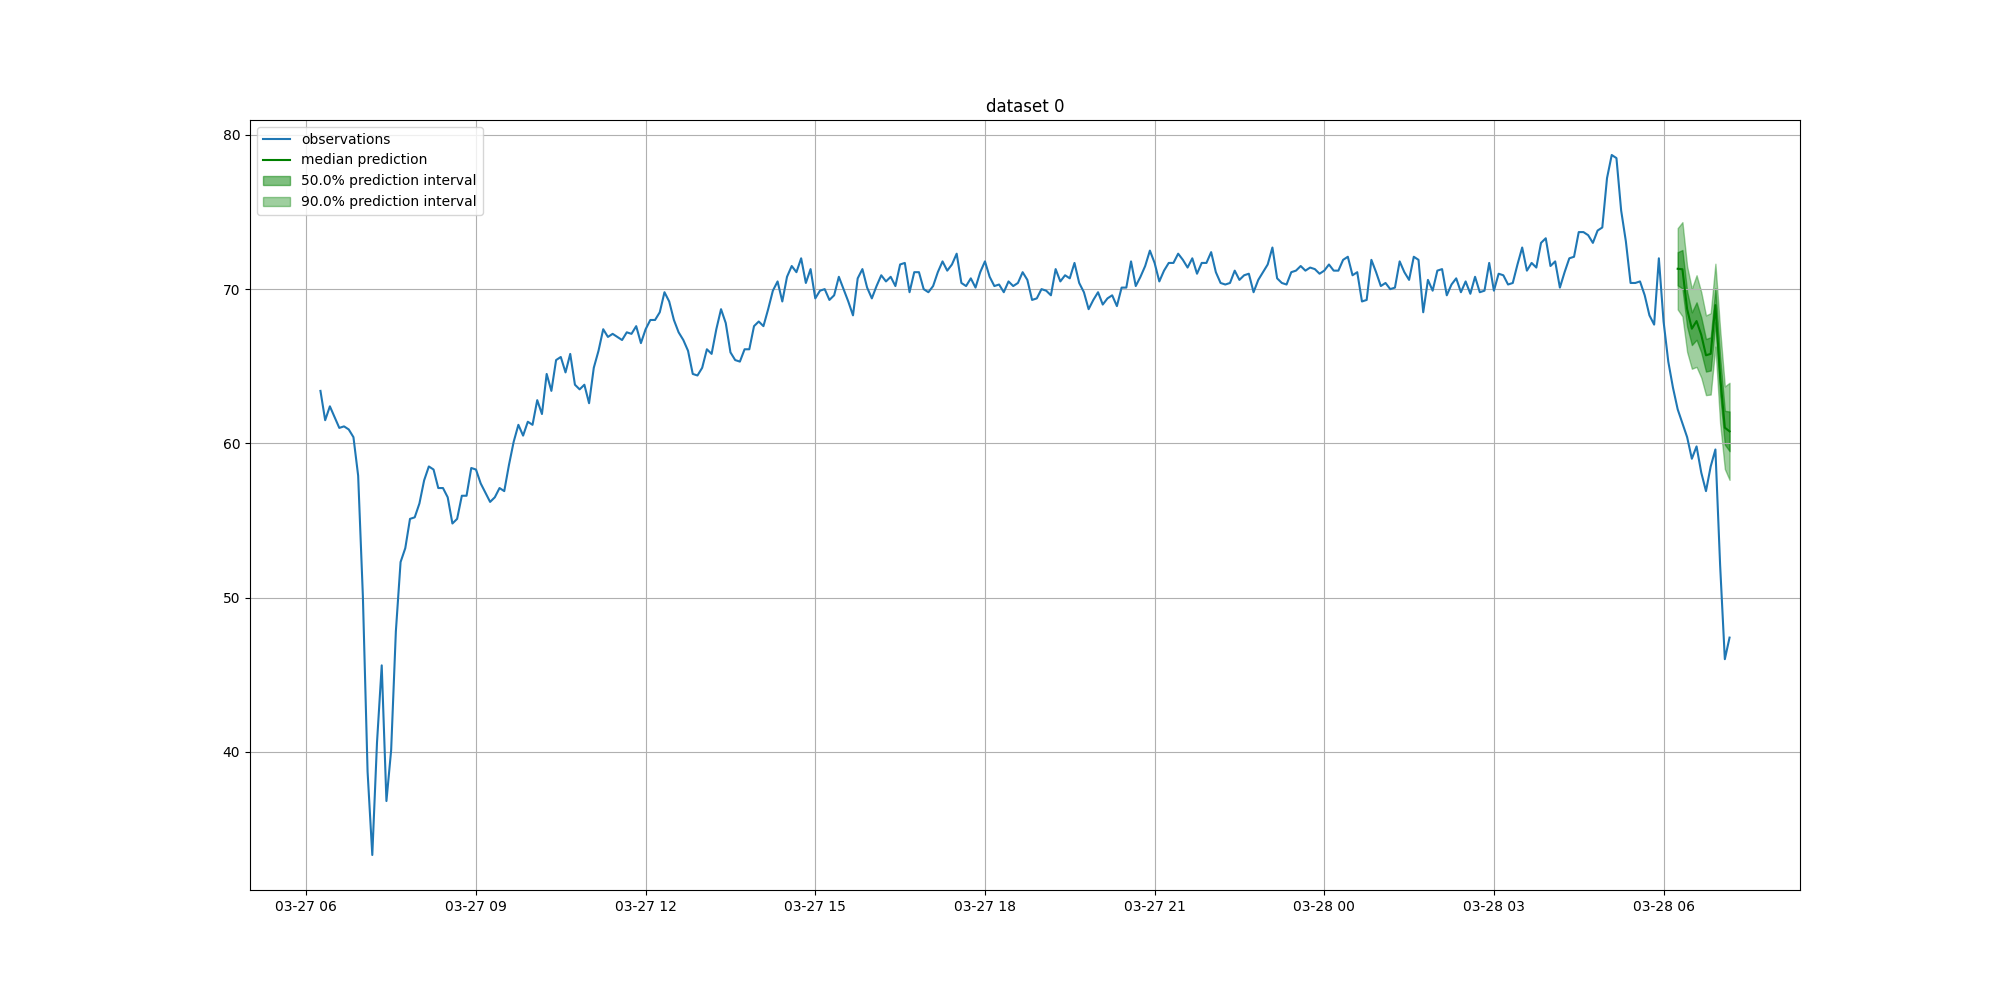 dataset 0
80
observations
median prediction
50.0% prediction interval
90.0% prediction interval
70
60
50
40
03-27 06
03-27 09
03-27 12
03-27 15
03-27 18
03-27 21
03-28 00
03-28 03
03-28 06